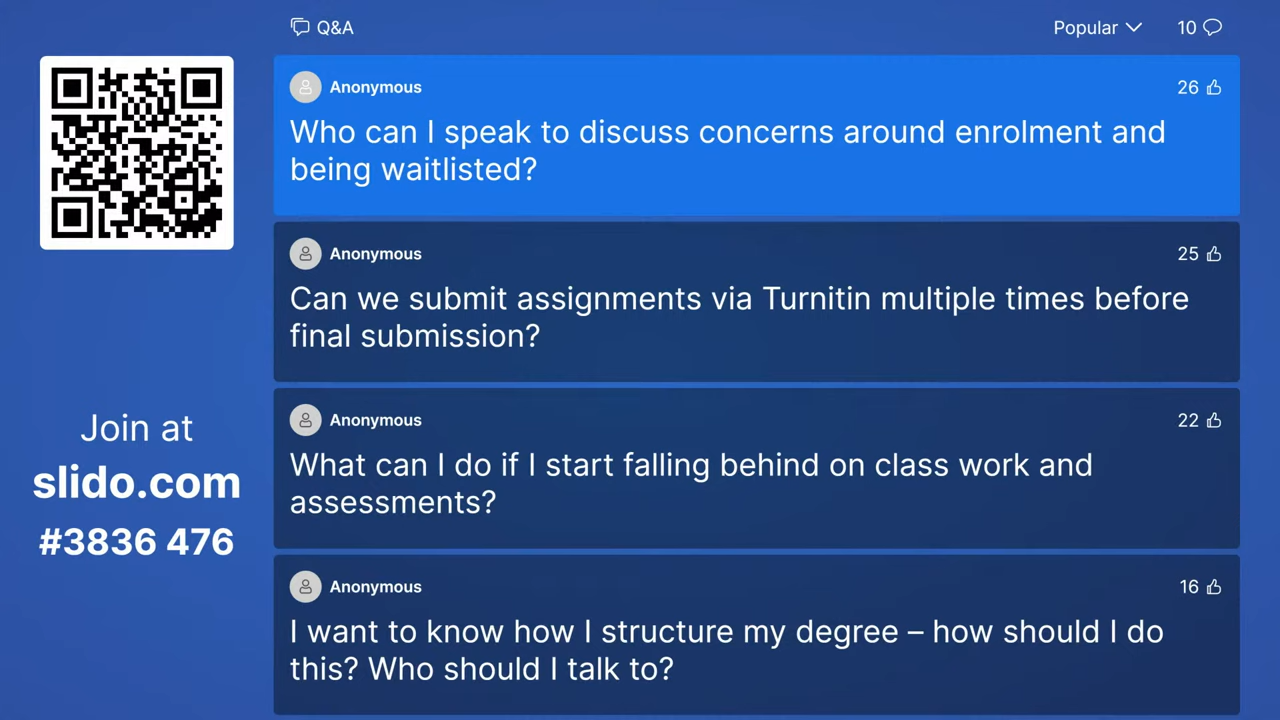 Q&A
Popular
10
Anonymous
26
Who can I speak to discuss concerns around enrolment and
being waitlisted?
Anonymous
25
Can we submit assignments via Turnitin multiple times before
final submission?
Anonymous
22
What can I do if I start falling behind on class work and
assessments?
Anonymous
16
I want to know how I structure my degree – how should I do
this? Who should I talk to?
Join at
slido.com
#3836 476